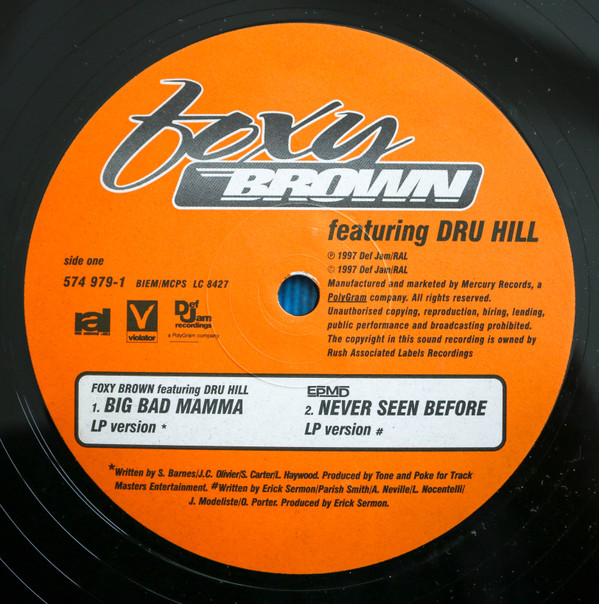 foxy
BROWN
featuring DRU HILL
side one
574 979-1 BIEM/MCPS LC 8427
℗ 1997 Def Jam/RAL
© 1997 Def Jam/RAL
Manufactured and marketed by Mercury Records, a
PolyGram company. All rights reserved.
Unauthorised copying, reproduction, hiring, lending,
public performance and broadcasting prohibited.
The copyright in this sound recording is owned by
Rush Associated Labels Recordings
ral
V
violator
Def
Jam
recordings
a PolyGram company
FOXY BROWN featuring DRU HILL
1. BIG BAD MAMMA
LP version *
EPMD
2. NEVER SEEN BEFORE
LP version #
*Written by S. Barnes/J.C. Olivier/S. Carter/L. Haywood. Produced by Tone and Poke for Track
Masters Entertainment. #Written by Erick Sermon/Parish Smith/A. Neville/L. Nocentelli/
J. Modeliste/G. Porter. Produced by Erick Sermon.